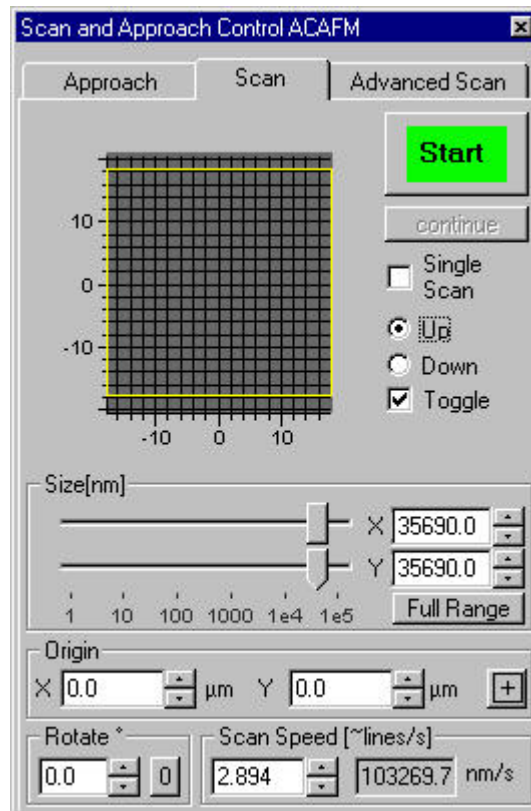 Scan and Approach Control ACAFM
Approach Scan Advanced Scan
Start
continue
Single
Scan
Up
Down
Toggle
10
0
-10
-10 0 10
Size[nm]
X 35690.0
Y 35690.0
1 10 100 1000 1e4 1e5
Full Range
Origin
X 0.0 µm Y 0.0 µm +
Rotate ° Scan Speed [~lines/s]
0.0 0 2.894 103269.7 nm/s